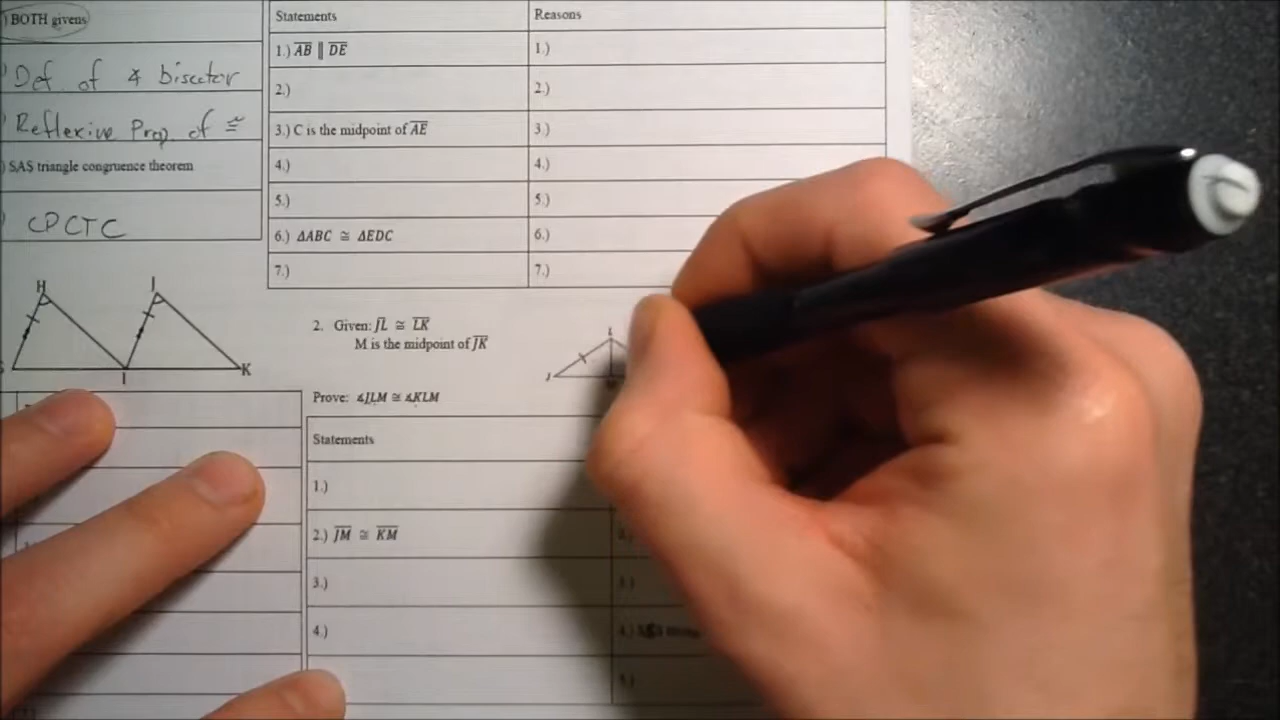 ) BOTH givens
Def. of ∡ bisector
Reflexive Prop. of ≅
) SAS triangle congruence theorem
CPCTC
Statements
Reasons
1.) AB ∥ DE
1.)
2.)
2.)
3.) C is the midpoint of AE
3.)
4.)
4.)
5.)
5.)
6.) ΔABC ≅ ΔEDC
6.)
7.)
7.)
H
J
I
K
2. Given: JL ≅ LK
M is the midpoint of JK
L
J
Prove: ∡JLM ≅ ∡KLM
Statements
1.)
2.) JM ≅ KM
3.)
3.)
4.)
4.)
5.)